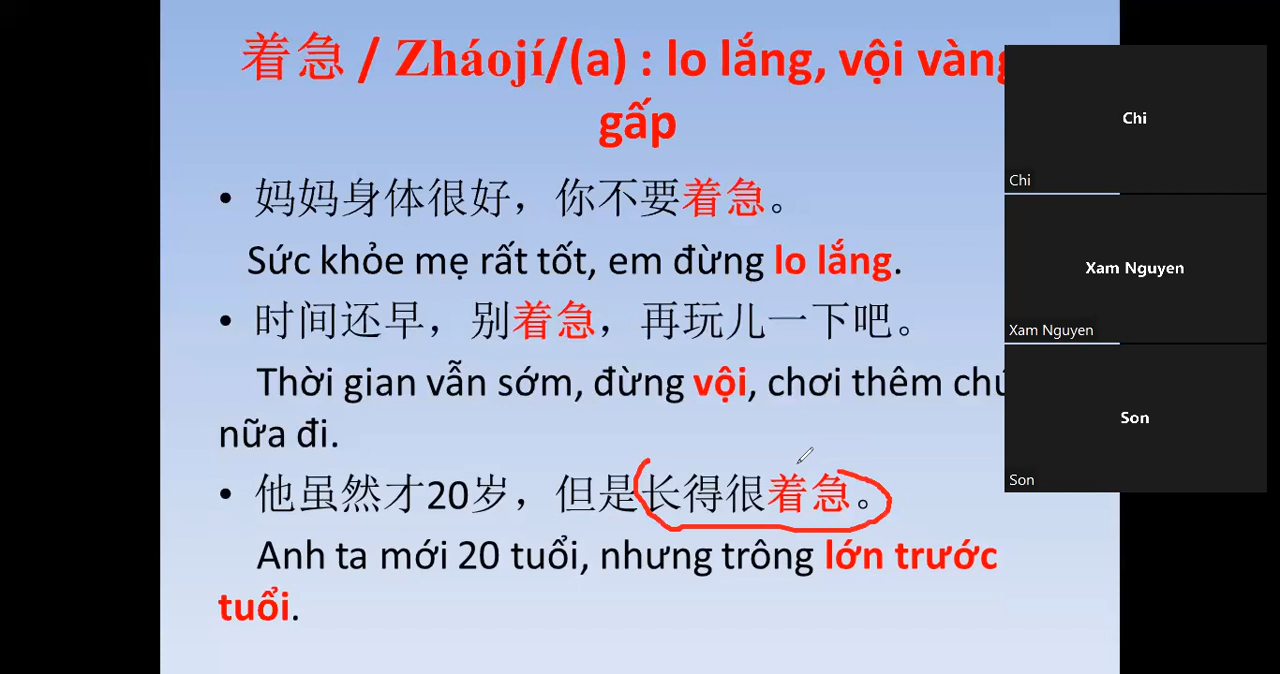 着急 / Zháojí/(a) : lo lắng, vội vàng
gấp
• 妈妈身体很好，你不要着急。
Sức khỏe mẹ rất tốt, em đừng lo lắng.
• 时间还早，别着急，再玩儿一下吧。
Thời gian vẫn sớm, đừng vội, chơi thêm
nữa đi.
• 他虽然才20岁，但是长得很着急。
Anh ta mới 20 tuổi, nhưng trông lớn trước
tuổi.
Chi
Chi
Xam Nguyen
Xam Nguyen
Son
Son